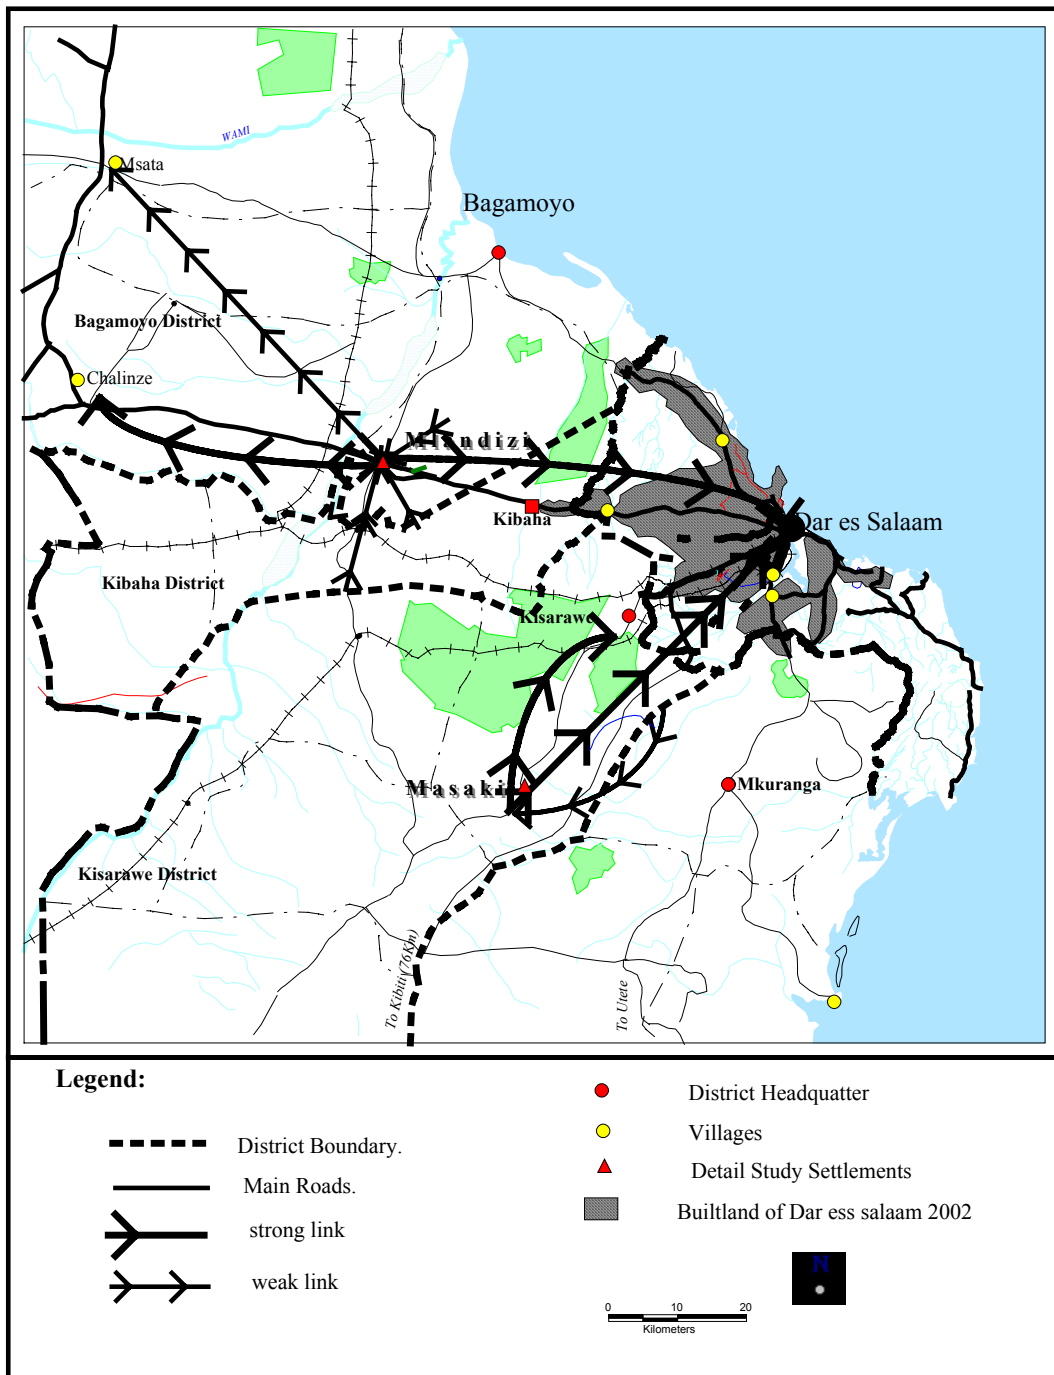 WAMI
Msata
Bagamoyo
Bagamoyo District
Chalinze
Mlandizi
Kibaha
Dar es Salaam
Kibaha District
Kisarawe
Masaki
Mkuranga
Kisarawe District
To Kibiti (76Km)
To Utete
Legend:
District Boundary.
Main Roads.
strong link
weak link
District Headquatter
Villages
Detail Study Settlements
Builtland of Dar ess salaam 2002
N
0 10 20
Kilometers